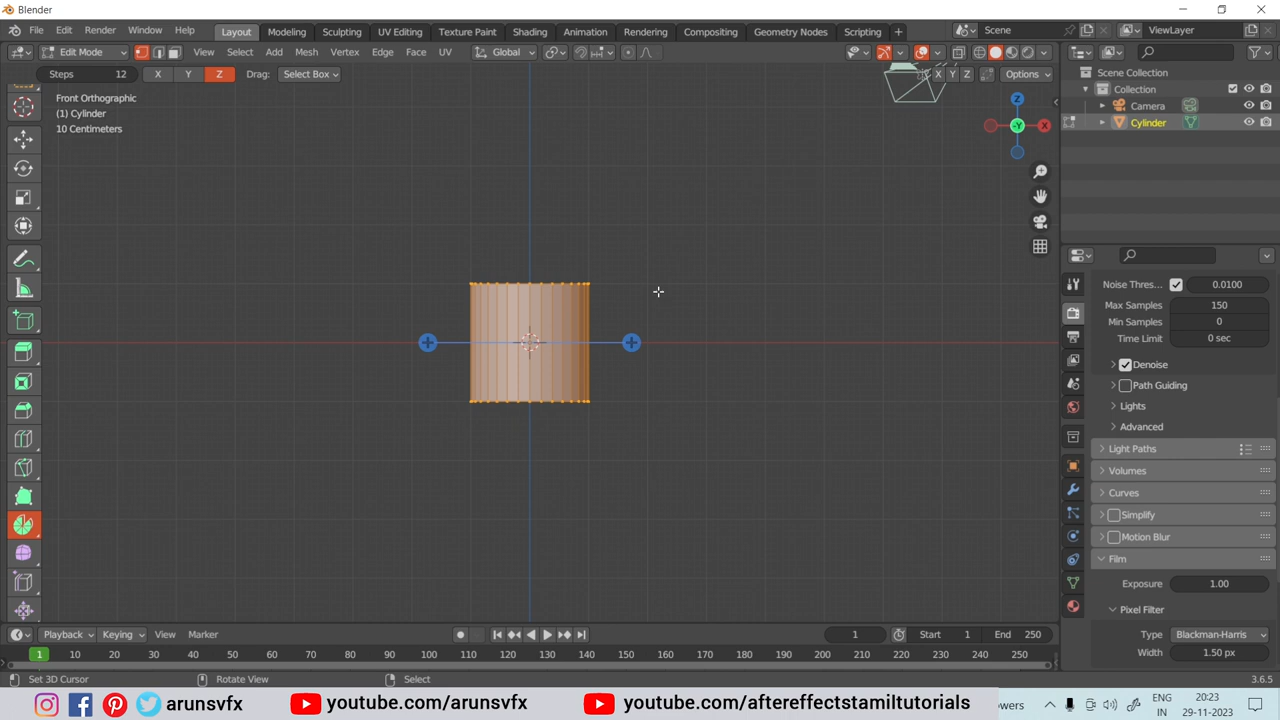 Blender
File Edit Render Window Help Layout Modeling Sculpting UV Editing Texture Paint Shading Animation Rendering Compositing Geometry Nodes Scripting + Scene ViewLayer
Edit Mode View Select Add Mesh Vertex Edge Face UV Global
Steps 12 X Y Z Drag: Select Box X Y Z Options
Front Orthographic
(1) Cylinder
10 Centimeters
Z
-Y
X
Scene Collection
Collection
Camera
Cylinder
Noise Thres... 0.0100
Max Samples 150
Min Samples 0
Time Limit 0 sec
Denoise
Path Guiding
Lights
Advanced
Light Paths
Volumes
Curves
Simplify
Motion Blur
Film
Exposure 1.00
Pixel Filter
Type Blackman-Harris
Width 1.50 px
Playback Keying View Marker 1 Start 1 End 250
1 10 20 30 40 50 60 70 80 90 100 110 120 130 140 150 160 170 180 190 200 210 220 230 240 250
Set 3D Cursor Rotate View Select 3.6.5
arunsvfx youtube.com/arunsvfx youtube.com/aftereffectstamiltutorials owers
ENG
IN
20:23
29-11-2023